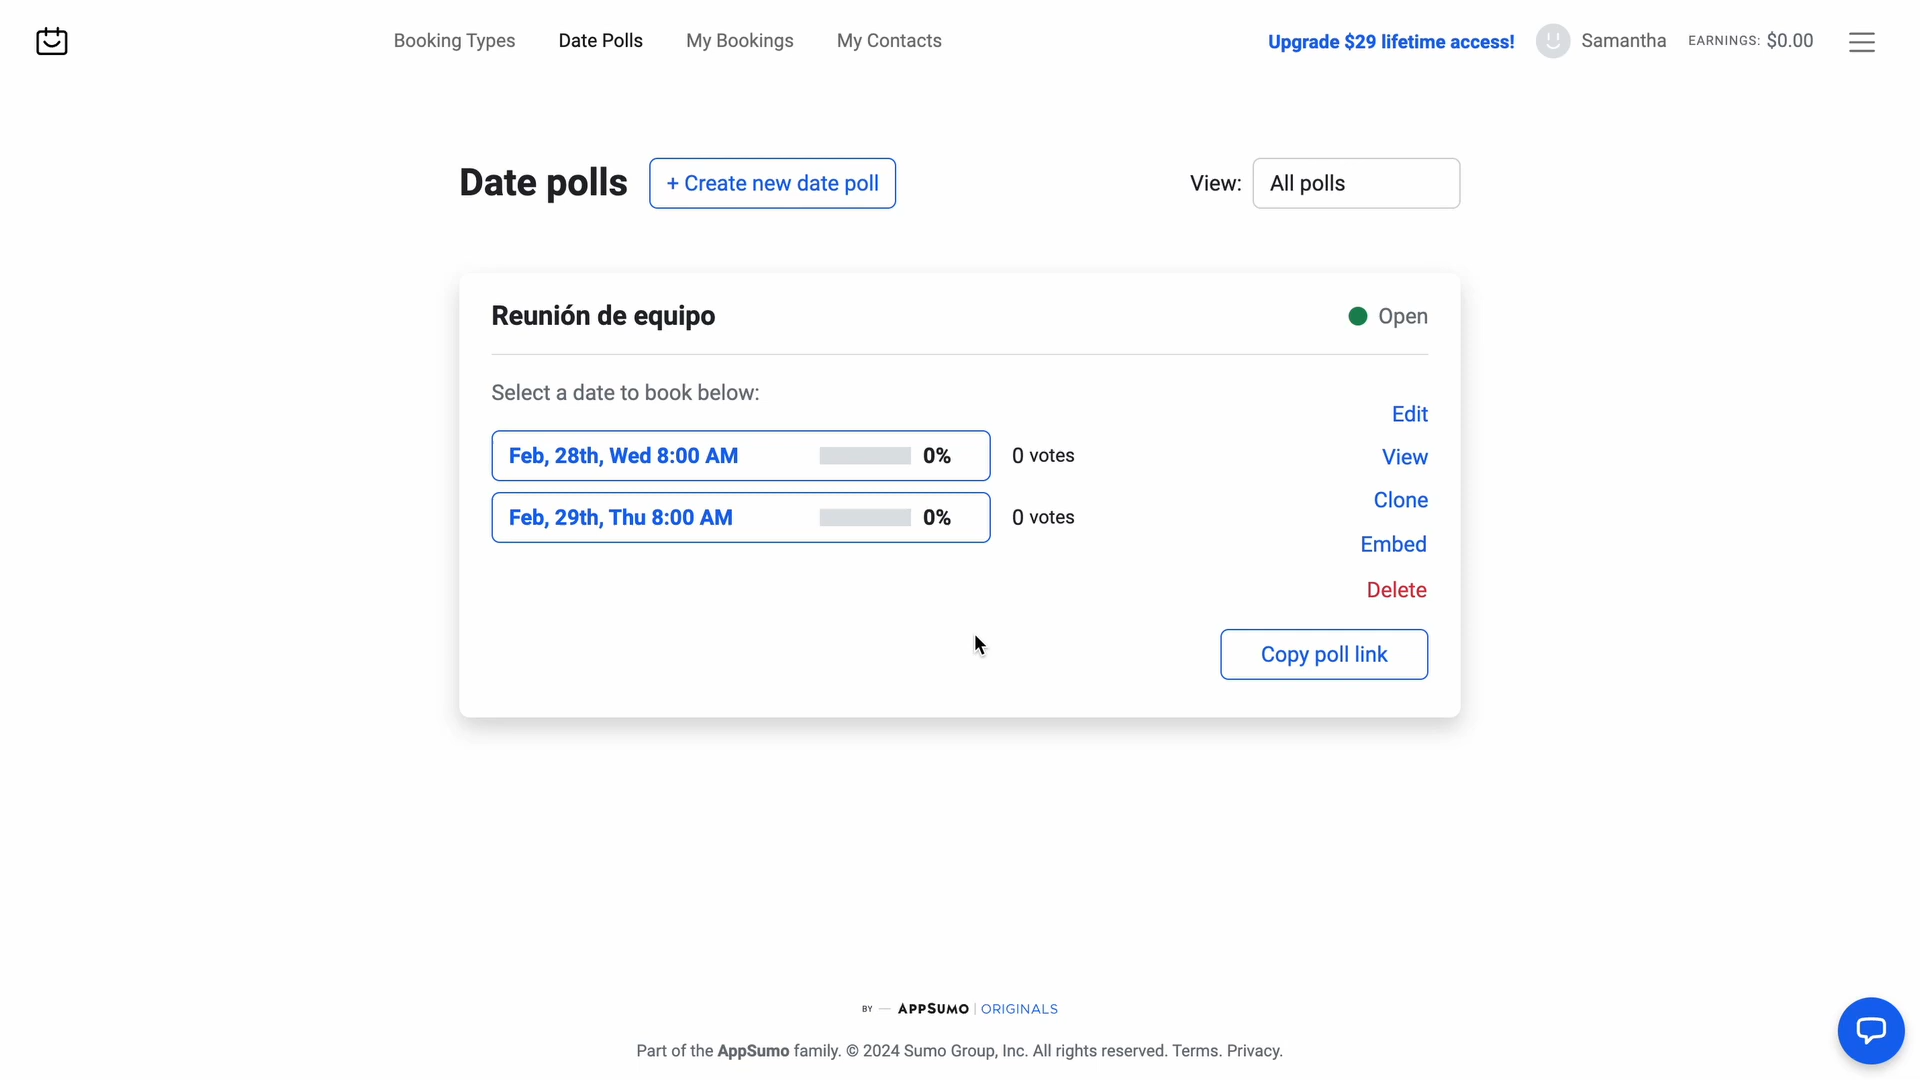 Booking Types Date Polls My Bookings My Contacts Upgrade $29 lifetime access! Samantha EARNINGS: $0.00
Date polls + Create new date poll View: All polls
Reunión de equipo Open
Select a date to book below:
Edit
Feb, 28th, Wed 8:00 AM 0% 0 votes
View
Clone
Feb, 29th, Thu 8:00 AM 0% 0 votes
Embed
Delete
Copy poll link
BY — APPSUMO | ORIGINALS
Part of the AppSumo family. © 2024 Sumo Group, Inc. All rights reserved. Terms. Privacy.